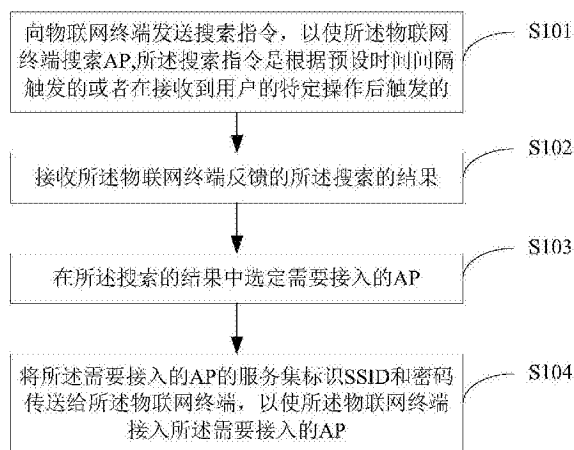 向物联网终端发送搜索指令，以使所述物联网
终端搜索AP,所述搜索指令是根据预设时间间隔
触发的或者在接收到用户的特定操作后触发的
S101
接收所述物联网终端反馈的所述搜索的结果
S102
在所述搜索的结果中选定需要接入的AP
S103
将所述需要接入的AP的服务集标识SSID和密码
传送给所述物联网终端，以使所述物联网终端
接入所述需要接入的AP
S104